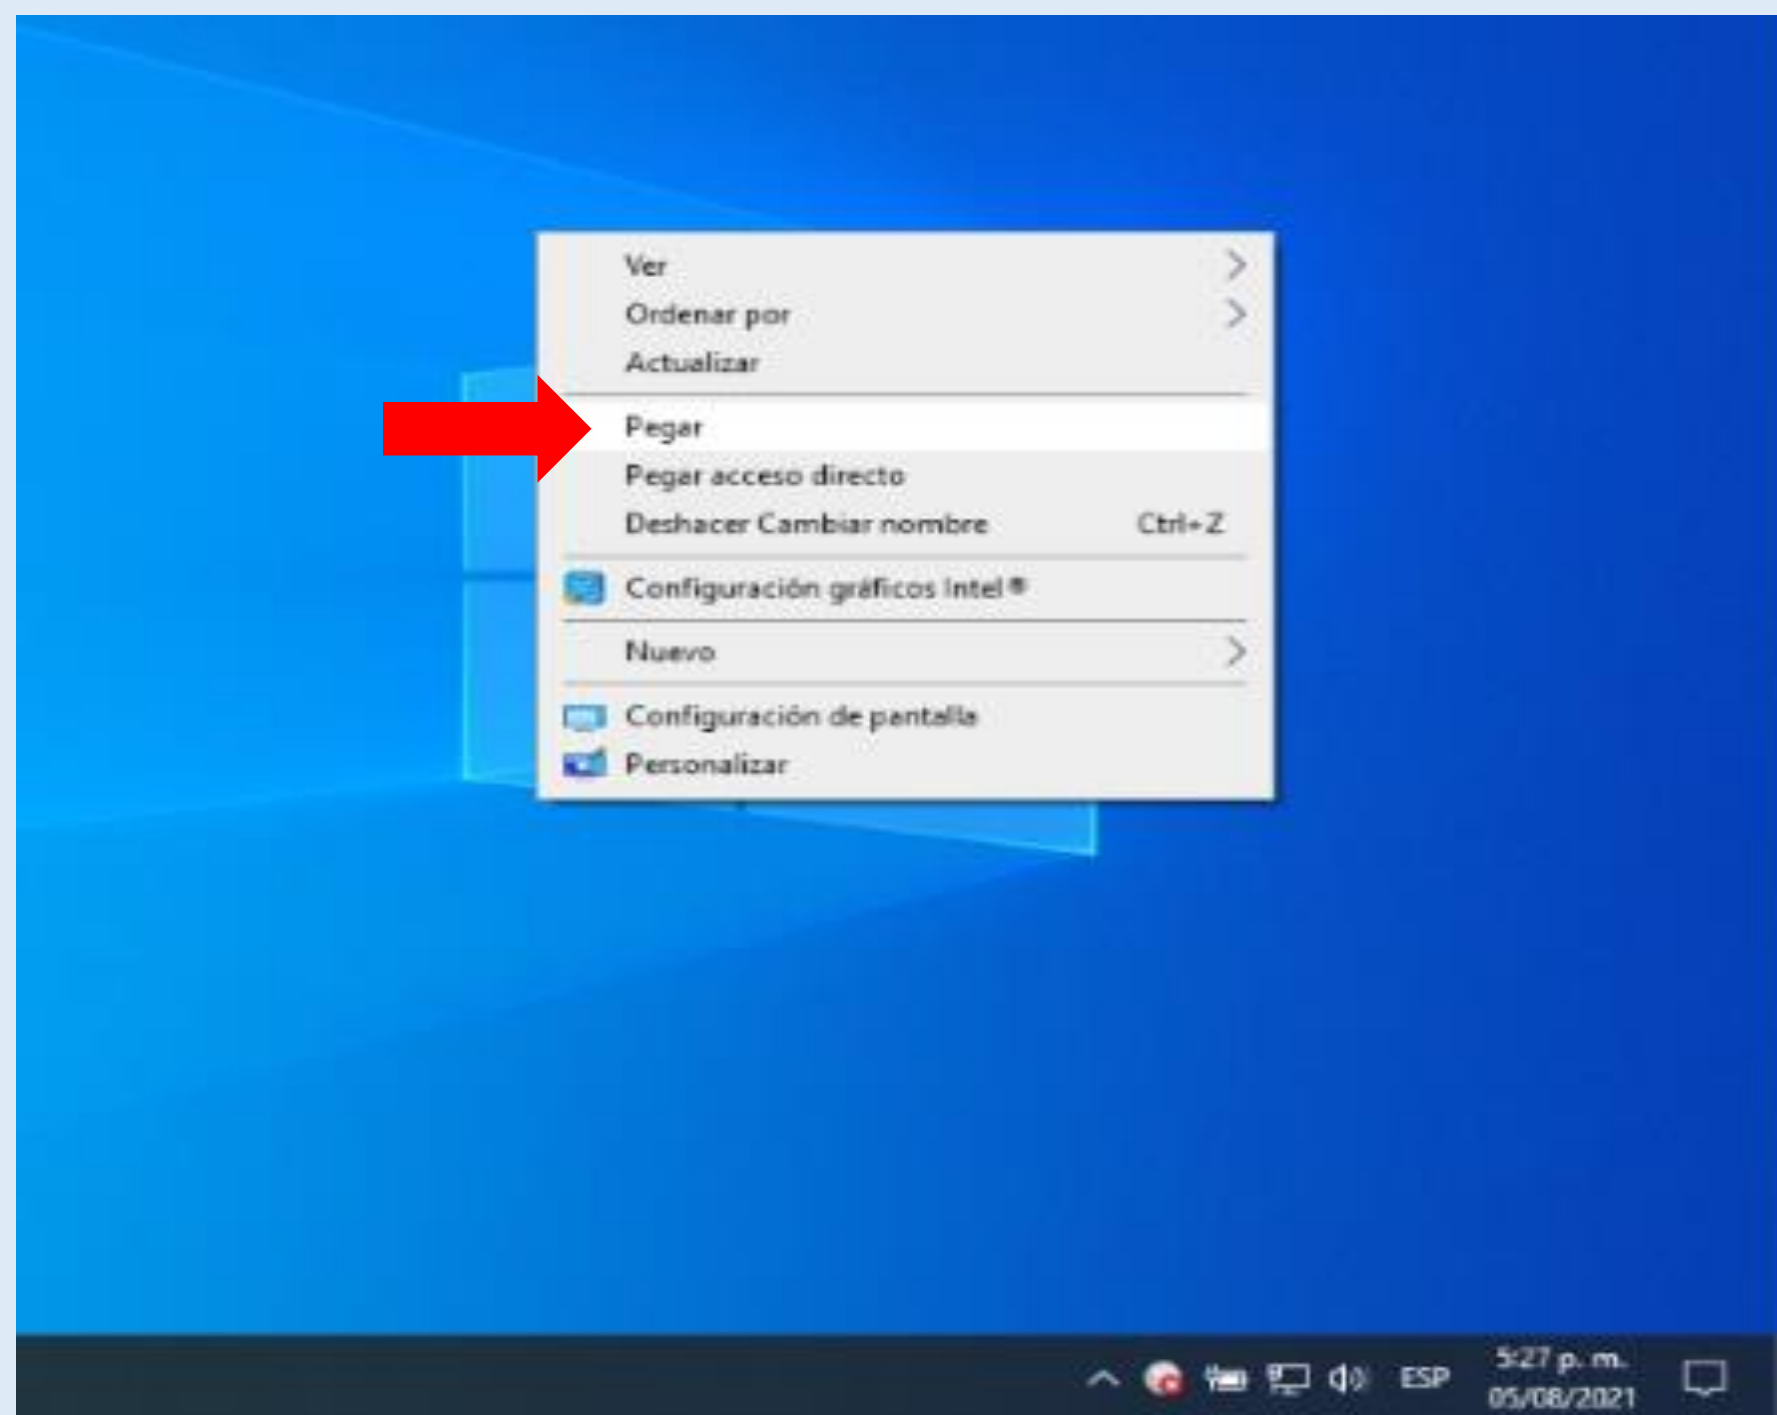 Ver
Ordenar por
Actualizar
Pegar
Pegar acceso directo
Deshacer Cambiar nombre Ctrl+Z
Configuración gráficos Intel®
Nuevo
Configuración de pantalla
Personalizar
ESP
5:27 p. m.
05/08/2021